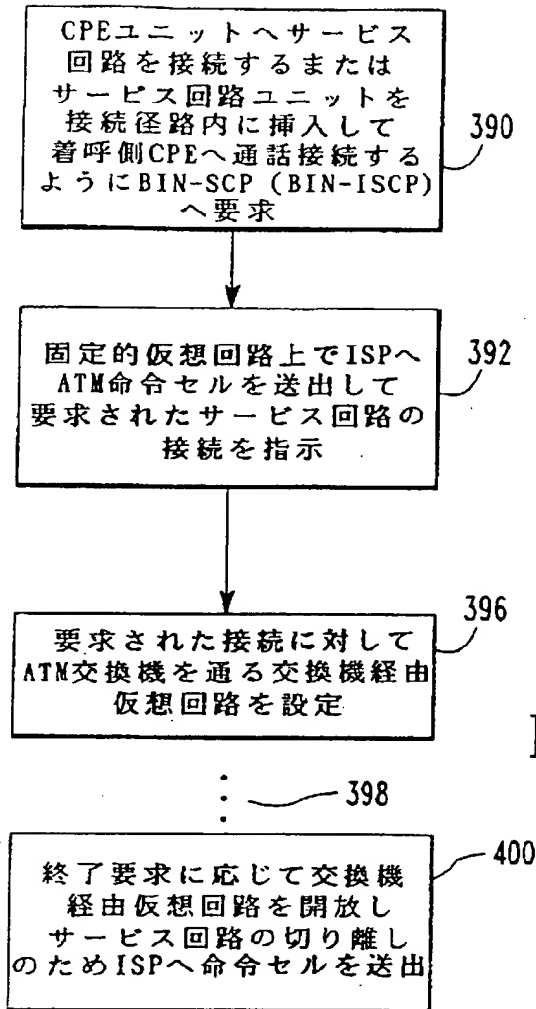 CPEユニットへサービス
回路を接続するまたは
サービス回路ユニットを
接続径路内に挿入して
着呼側CPEへ通話接続する
ようにBIN-SCP (BIN-ISCP)
へ要求
390
固定的仮想回路上でISPへ
ATM命令セルを送出して
要求されたサービス回路の
接続を指示
392
要求された接続に対して
ATM交換機を通る交換機経由
仮想回路を設定
396
398
終了要求に応じて交換機
経由仮想回路を開放し
サービス回路の切り離し
のためISPへ命令セルを送出
400